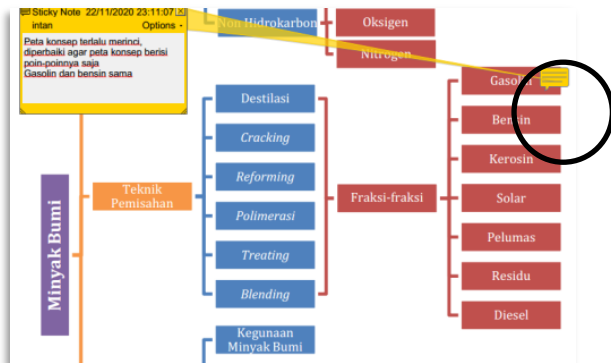 Sticky Note 22/11/2020 23:11:07
intan Options
Peta konsep terlalu merinci,
diperbaiki agar peta konsep berisi
poin-poinnya saja
Gasolin dan bensin sama
Non Hidrokarbon
Oksigen
Nitrogen
Minyak Bumi
Teknik
Pemisahan
Destilasi
Cracking
Reforming
Polimerasi
Treating
Blending
Kegunaan
Minyak Bumi
Fraksi-fraksi
Gasolin
Bensin
Kerosin
Solar
Pelumas
Residu
Diesel